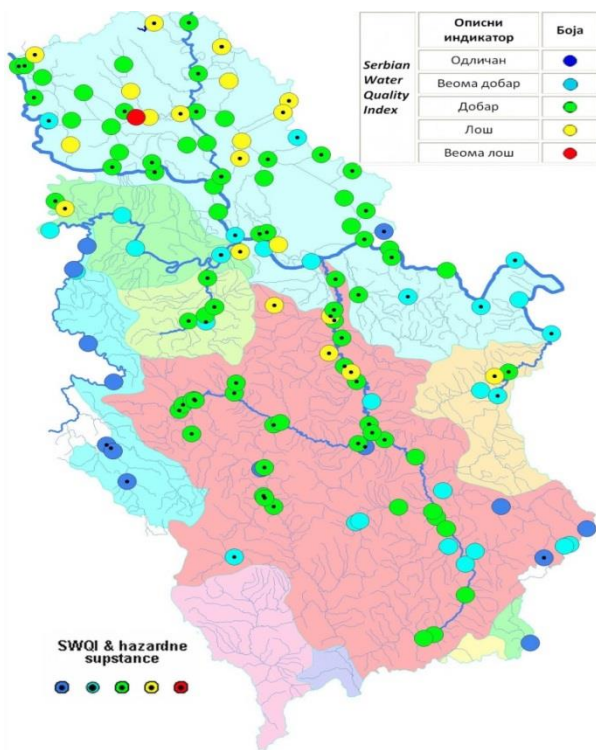 Serbian Water Quality Index
Описни индикатор
Боја
Одличан
Веома добар
Добар
Лош
Веома лош
SWQI & hazardne
supstance